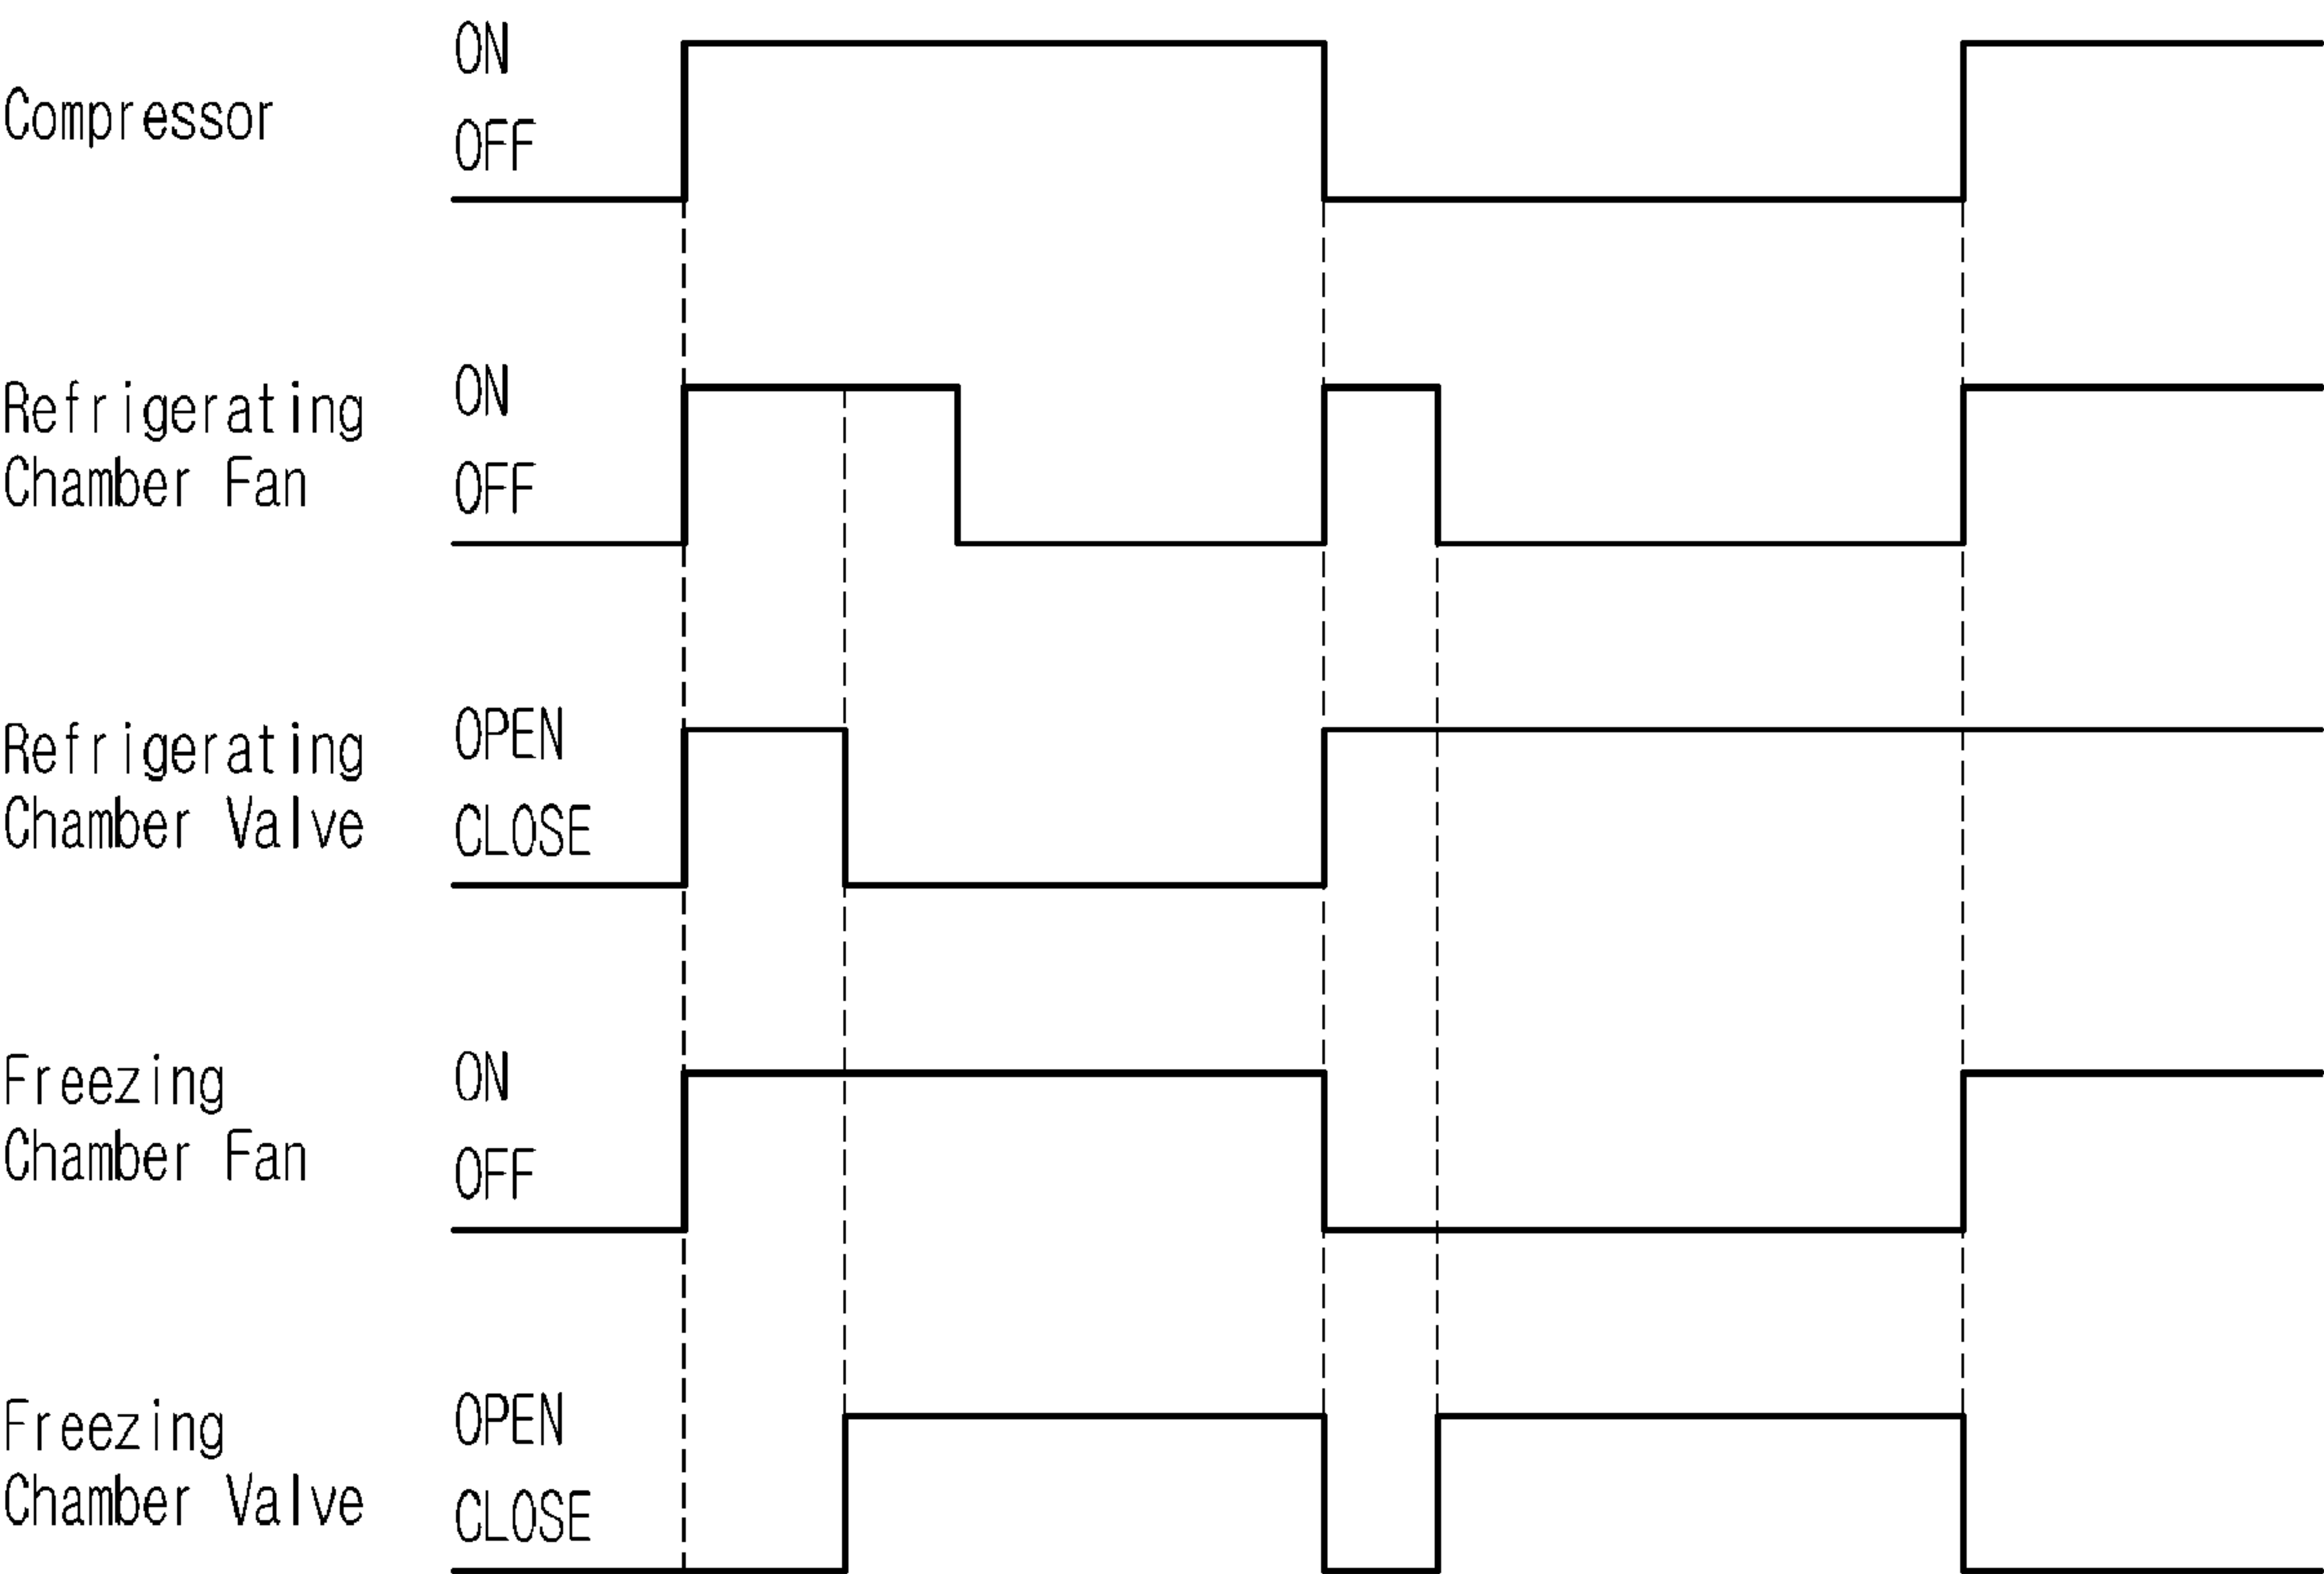 ON
Compressor
OFF
ON
Refrigerating
Chamber Fan
OFF
OPEN
Refrigerating
Chamber Valve
CLOSE
ON
Freezing
Chamber Fan
OFF
OPEN
Freezing
Chamber Valve
CLOSE